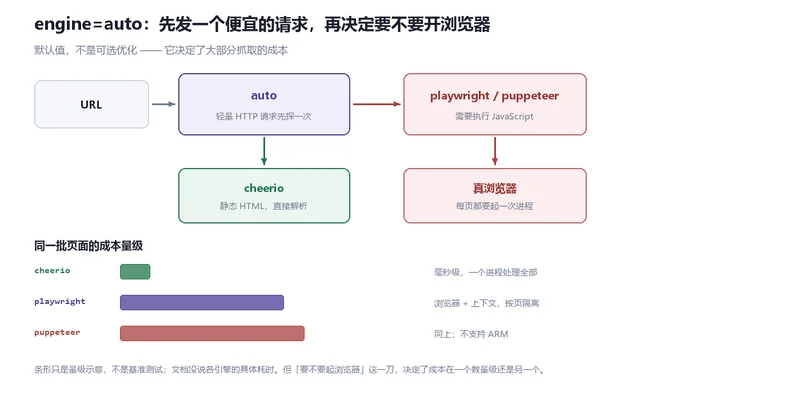 engine=auto：先发一个便宜的请求，再决定要不要开浏览器
默认值，不是可选优化 —— 它决定了大部分抓取的成本
URL
auto
轻量 HTTP 请求先探一次
playwright / puppeteer
需要执行 JavaScript
cheerio
静态 HTML，直接解析
真浏览器
每页都要起一次进程
同一批页面的成本量级
cheerio
毫秒级，一个进程处理全部
playwright
浏览器 + 上下文，按页隔离
puppeteer
同上；不支持 ARM
条形只是量级示意，不是基准测试；文档没说各引擎的具体耗时。但「要不要起浏览器」这一刀，决定了成本在一个数量级还是另一个。